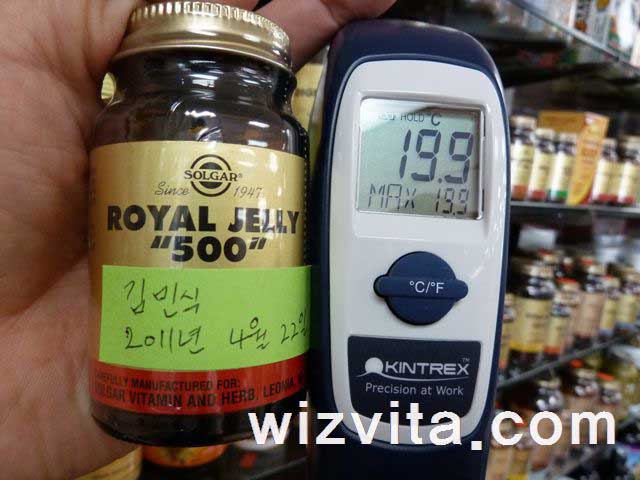 SOLGAR®
Since 1947
ROYAL JELLY
"500"
김민식
2011년 4월 22일
CAREFULLY MANUFACTURED FOR:
SOLGAR VITAMIN AND HERB, LEONIA,
HOLD °C
19.9
MAX 19.9
°C/°F
KINTREX
Precision at Work
wizvita.com